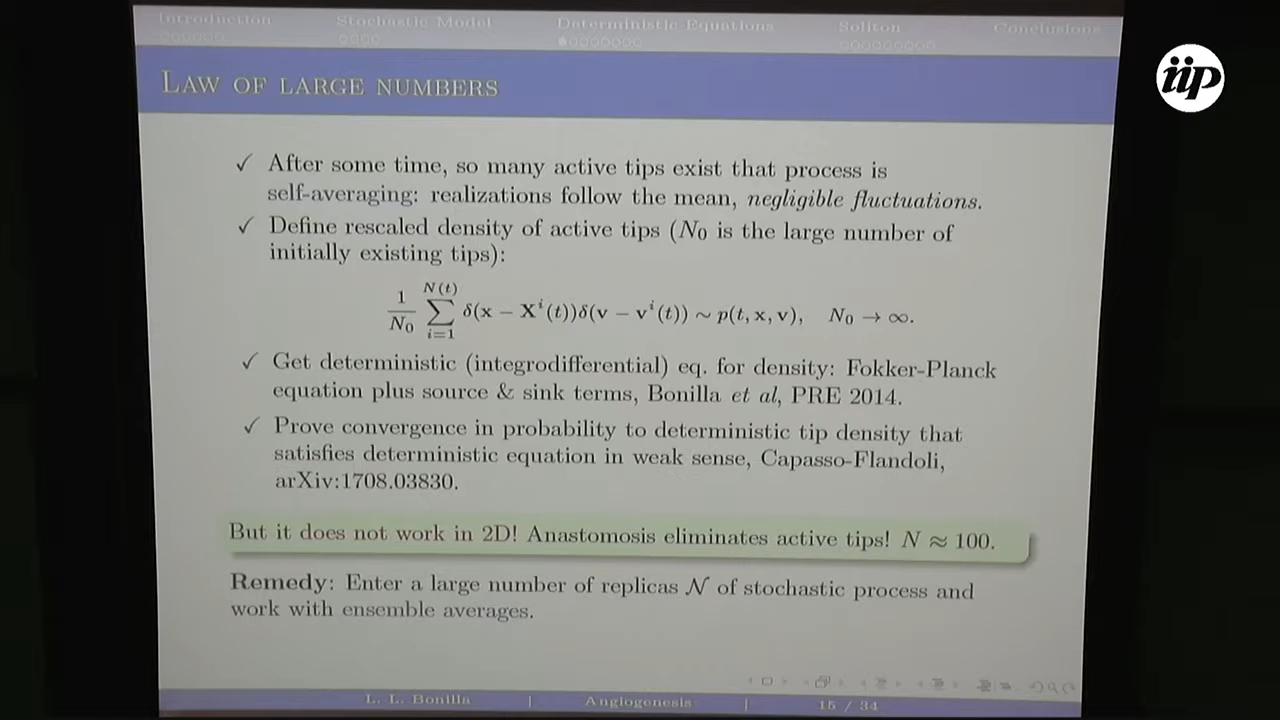 Introduction Stochastic Model Deterministic Equations Soliton Conclusions
LAW OF LARGE NUMBERS
iip
✓ After some time, so many active tips exist that process is
self-averaging: realizations follow the mean, negligible fluctuations.
✓ Define rescaled density of active tips (N₀ is the large number of
initially existing tips):
1/N₀ ∑_{i=1}^{N(t)} δ(x − Xⁱ(t))δ(v − vⁱ(t)) ∼ p(t, x, v), N₀ → ∞.
✓ Get deterministic (integrodifferential) eq. for density: Fokker-Planck
equation plus source & sink terms, Bonilla et al, PRE 2014.
✓ Prove convergence in probability to deterministic tip density that
satisfies deterministic equation in weak sense, Capasso-Flandoli,
arXiv:1708.03830.
But it does not work in 2D! Anastomosis eliminates active tips! N ≈ 100.
Remedy: Enter a large number of replicas 𝒩 of stochastic process and
work with ensemble averages.
L. L. Bonilla | Angiogenesis | 15 / 34